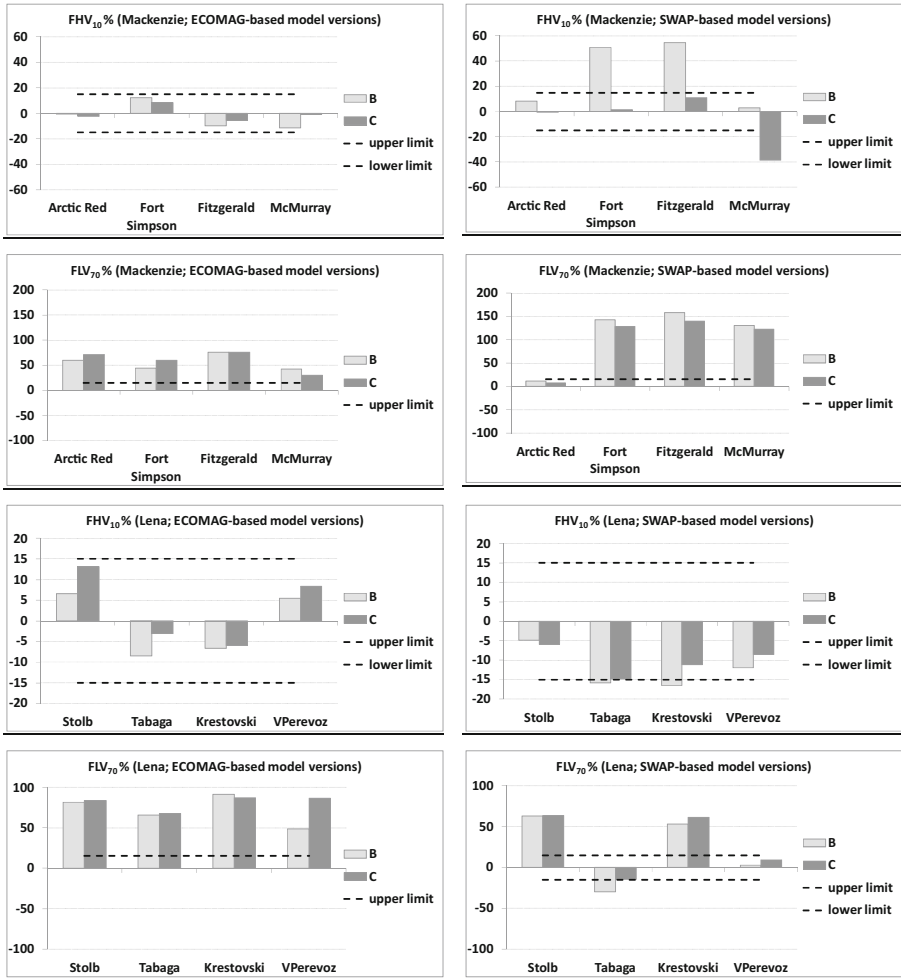 FHV10% (Mackenzie; ECOMAG-based model versions)
60
40
20
0
-20
-40
-60
Arctic Red
Fort
Simpson
Fitzgerald
McMurray
B
C
upper limit
lower limit
FHV10% (Mackenzie; SWAP-based model versions)
60
40
20
0
-20
-40
-60
Arctic Red
Fort
Simpson
Fitzgerald
McMurray
B
C
upper limit
lower limit
FLV70% (Mackenzie; ECOMAG-based model versions)
200
150
100
50
0
-50
-100
Arctic Red
Fort
Simpson
Fitzgerald
McMurray
B
C
upper limit
FLV70% (Mackenzie; SWAP-based model versions)
200
150
100
50
0
-50
-100
Arctic Red
Fort
Simpson
Fitzgerald
McMurray
B
C
upper limit
FHV10% (Lena; ECOMAG-based model versions)
20
15
10
5
0
-5
-10
-15
-20
Stolb
Tabaga
Krestovski
VPerevoz
B
C
upper limit
lower limit
FHV10% (Lena; SWAP-based model versions)
20
15
10
5
0
-5
-10
-15
-20
Stolb
Tabaga
Krestovski
VPerevoz
B
C
upper limit
lower limit
FLV70% (Lena; ECOMAG-based model versions)
100
50
0
-50
-100
Stolb
Tabaga
Krestovski
VPerevoz
B
C
upper limit
FLV70% (Lena; SWAP-based model versions)
100
50
0
-50
-100
Stolb
Tabaga
Krestovski
VPerevoz
B
C
upper limit
lower limit